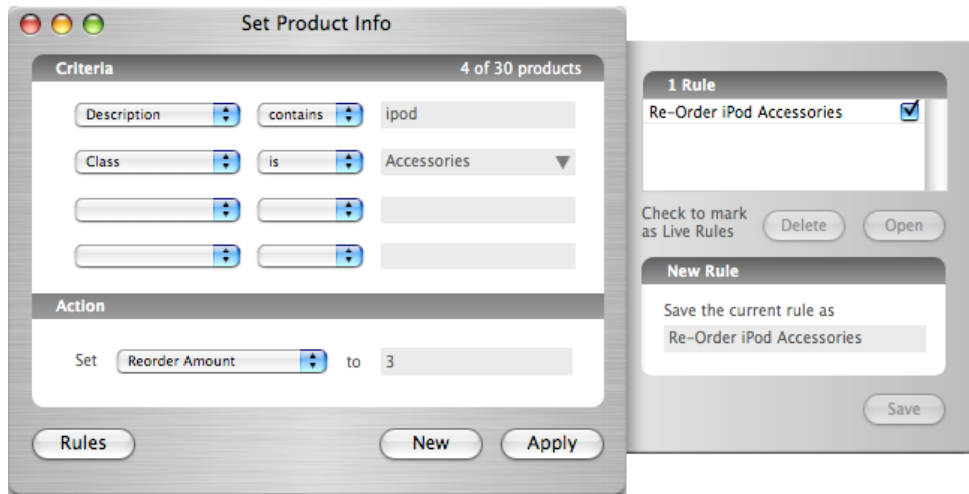 Set Product Info
Criteria 4 of 30 products
Description contains ipod
Class is Accessories
Action
Set Reorder Amount to 3
Rules New Apply
1 Rule
Re-Order iPod Accessories
Check to mark
as Live Rules Delete Open
New Rule
Save the current rule as
Re-Order iPod Accessories
Save